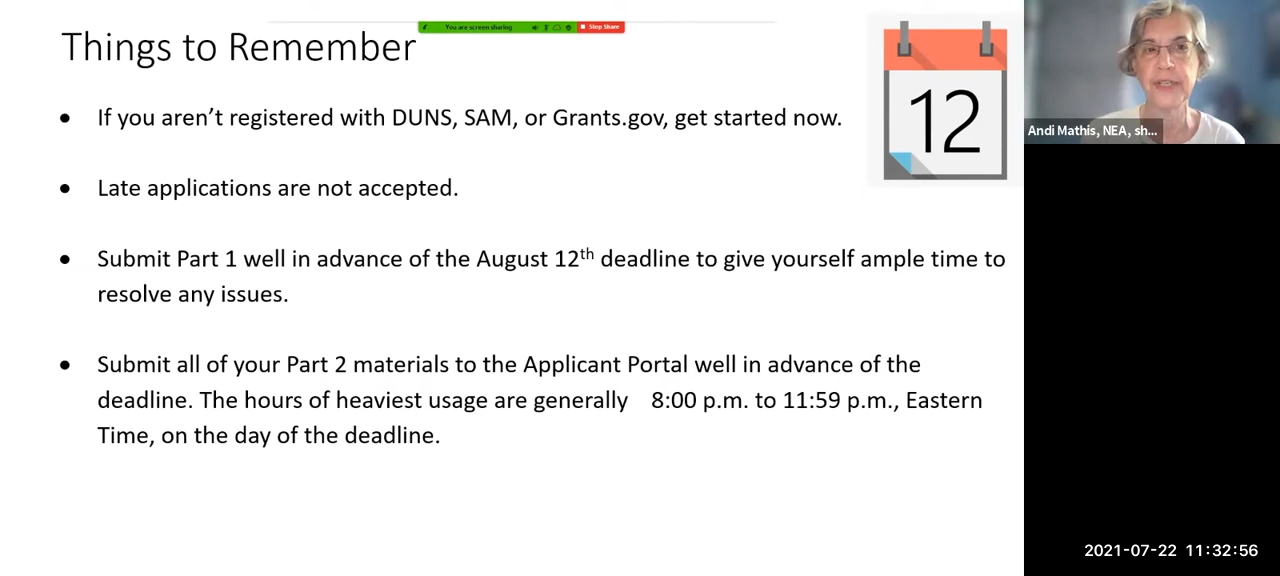 You are screen sharing
Stop Share
Things to Remember
12
• If you aren’t registered with DUNS, SAM, or Grants.gov, get started now.
• Late applications are not accepted.
• Submit Part 1 well in advance of the August 12th deadline to give yourself ample time to
resolve any issues.
• Submit all of your Part 2 materials to the Applicant Portal well in advance of the
deadline. The hours of heaviest usage are generally 8:00 p.m. to 11:59 p.m., Eastern
Time, on the day of the deadline.
Andi Mathis, NEA, sh...
2021-07-22 11:32:56